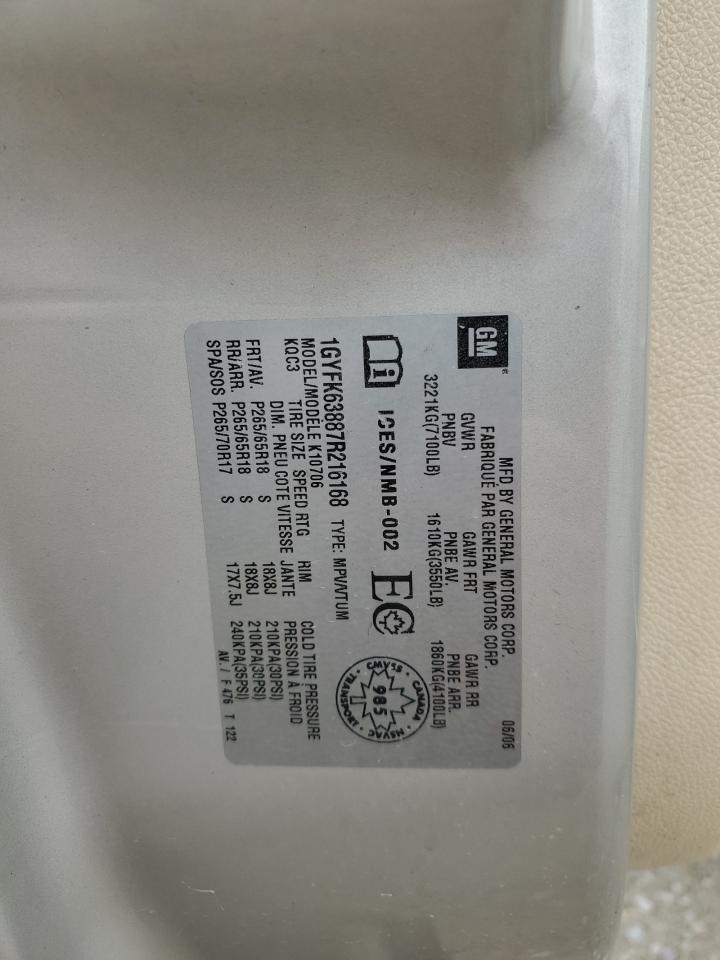 GM
MFD BY GENERAL MOTORS CORP. 06/06
FABRIQUÉ PAR GENERAL MOTORS CORP.
GVWR GAWR FRT GAWR RR
PNBV PNBE AV. PNBE ARR.
3221KG(7100LB) 1610KG(3550LB) 1860KG(4100LB)
i ICES/NMB-002 EC
CANADA · NSVAC · TRANSPORT · CMVSS
985
1GYFK63887R216168 TYPE: MPV/VTUM
MODEL/MODELE K10706
KQC3 TIRE SIZE SPEED RTG RIM COLD TIRE PRESSURE
DIM. PNEU COTE VITESSE JANTE PRESSION À FROID
FRT/AV. P265/65R18 S 18X8J 210KPA(30PSI)
RR/ARR. P265/65R18 S 18X8J 210KPA(30PSI)
SPA/SOS P265/70R17 S 17X7.5J 240KPA(35PSI)
AV. / F 476 T 122